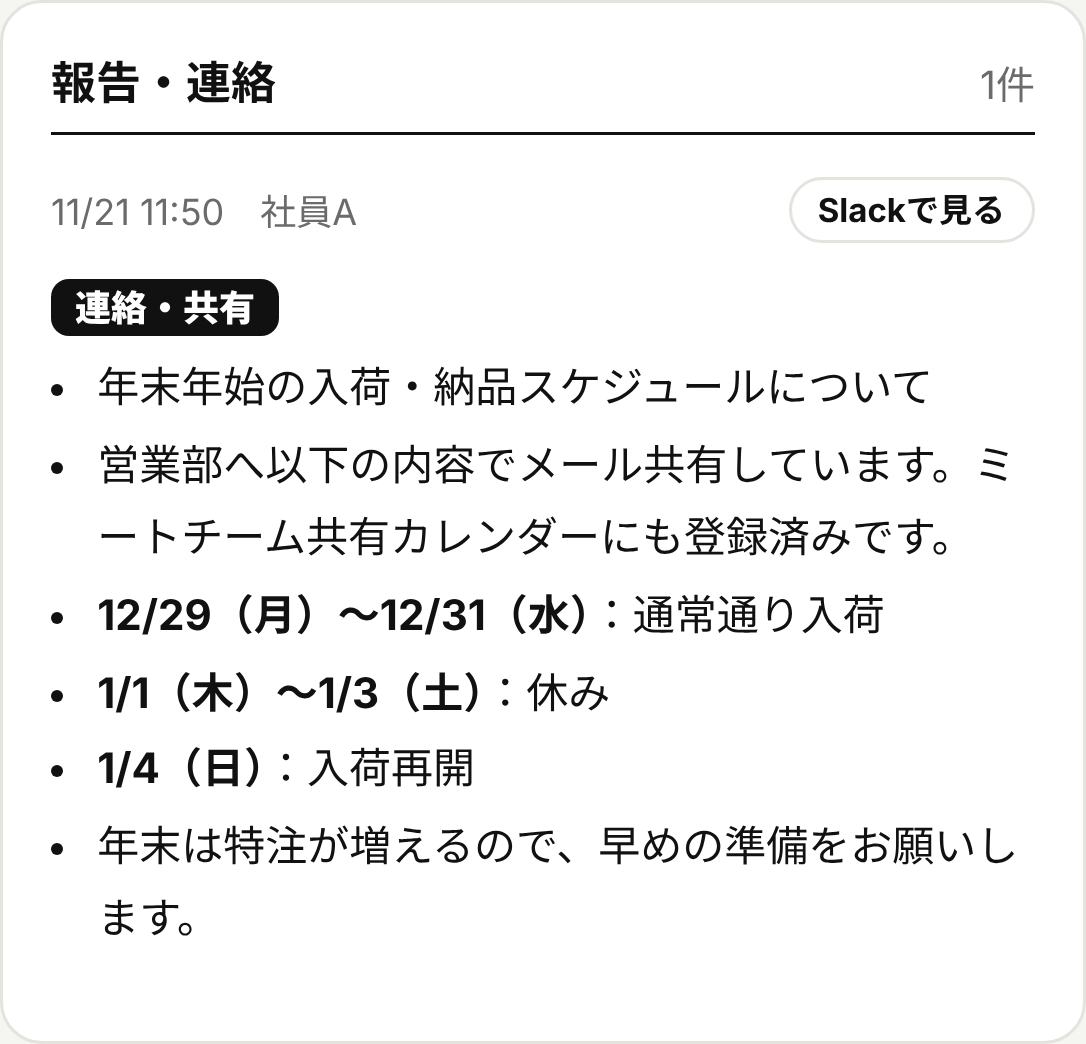 報告・連絡
1件
11/21 11:50 社員A
Slackで見る
連絡・共有
• 年末年始の入荷・納品スケジュールについて
• 営業部へ以下の内容でメール共有しています。ミ
ートチーム共有カレンダーにも登録済みです。
• 12/29（月）〜12/31（水）：通常通り入荷
• 1/1（木）〜1/3（土）：休み
• 1/4（日）：入荷再開
• 年末は特注が増えるので、早めの準備をお願いし
ます。